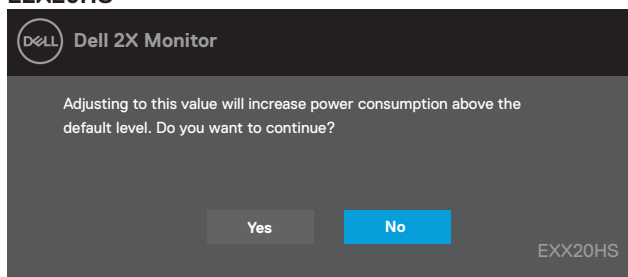 DELL Dell 2X Monitor
Adjusting to this value will increase power consumption above the
default level. Do you want to continue?
Yes No
EXX20HS